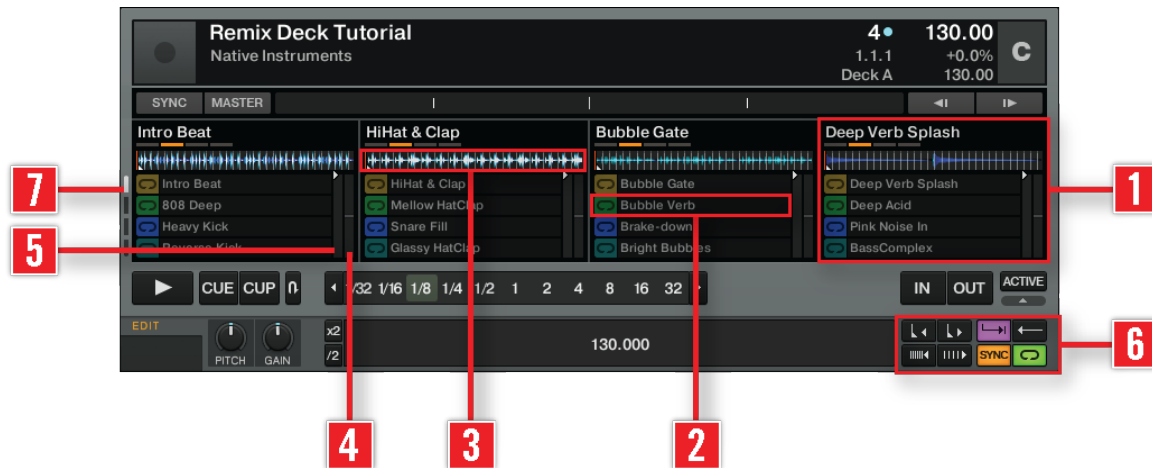 Remix Deck Tutorial
4
130.00
Native Instruments
1.1.1
+0.0%
C
Deck A
130.00
SYNC
MASTER
Intro Beat
HiHat & Clap
Bubble Gate
Deep Verb Splash
1
7
Intro Beat
HiHat & Clap
Bubble Gate
Deep Verb Splash
808 Deep
Mellow HatClap
Bubble Verb
Deep Acid
Heavy Kick
Snare Fill
Brake-down
Pink Noise In
5
Reverse Kick
Glassy HatClap
Bright Bubbles
BassComplex
CUE
CUP
1/32
1/16
1/8
1/4
1/2
1
2
4
8
16
32
IN
OUT
ACTIVE
EDIT
x2
/2
PITCH
GAIN
130.000
SYNC
6
4
3
2